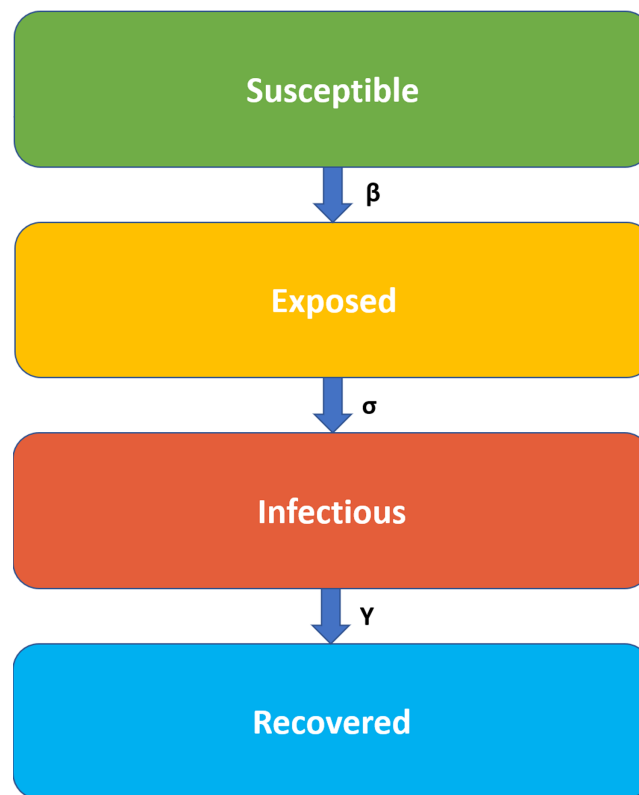 Susceptible
β
Exposed
σ
Infectious
γ
Recovered